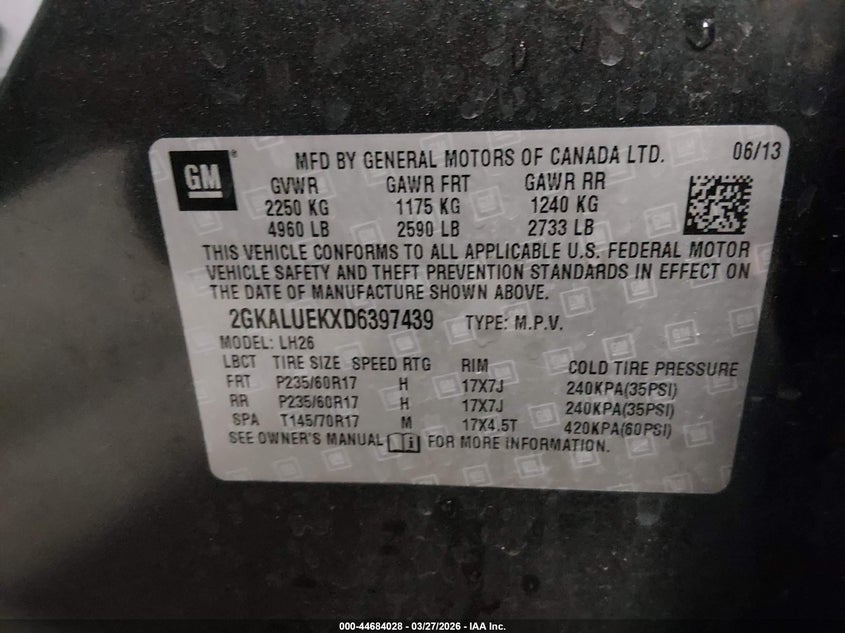 GM ® MFD BY GENERAL MOTORS OF CANADA LTD. 06/13
GVWR GAWR FRT GAWR RR
2250 KG 1175 KG 1240 KG
4960 LB 2590 LB 2733 LB
THIS VEHICLE CONFORMS TO ALL APPLICABLE U.S. FEDERAL MOTOR
VEHICLE SAFETY AND THEFT PREVENTION STANDARDS IN EFFECT ON
THE DATE OF MANUFACTURE SHOWN ABOVE.
2GKALUEKXD6397439 TYPE: M.P.V.
MODEL: LH26
LBCT TIRE SIZE SPEED RTG RIM COLD TIRE PRESSURE
FRT P235/60R17 H 17X7J 240KPA(35PSI)
RR P235/60R17 H 17X7J 240KPA(35PSI)
SPA T145/70R17 M 17X4.5T 420KPA(60PSI)
SEE OWNER'S MANUAL i FOR MORE INFORMATION.
000-44684028 - 03/27/2026 - IAA Inc.